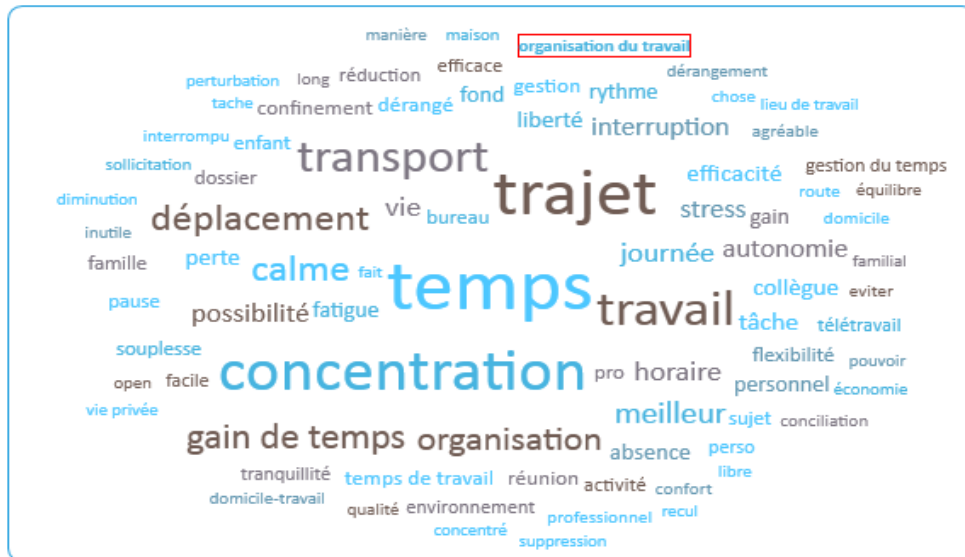 manière maison organisation du travail
efficace dérangement
perturbation long réduction gestion rythme chose
tache confinement dérangé fond lieu de travail
liberté interruption agréable
interrompu enfant transport
sollicitation dossier efficacité gestion du temps
diminution déplacement vie bureau trajet stress gain route équilibre
domicile
inutile
famille perte calme fait journée autonomie familial
pause possibilité fatigue temps travail collègue eviter
tâche télétravail
souplesse flexibilité pouvoir
open facile concentration pro horaire personnel économie
vie privée meilleur sujet conciliation
gain de temps organisation absence perso
tranquillité temps de travail réunion activité confort libre
domicile-travail
qualité environnement professionnel recul
concentré suppression